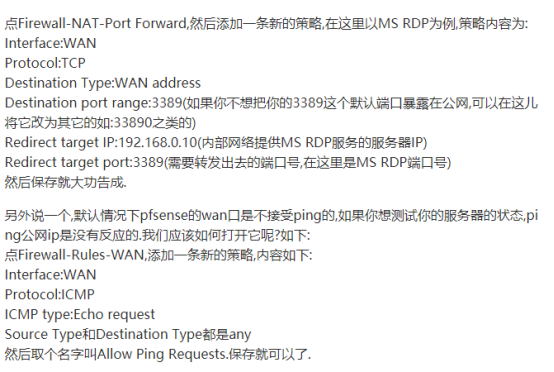 点Firewall-NAT-Port Forward,然后添加一条新的策略,在这里以MS RDP为例,策略内容为:
Interface:WAN
Protocol:TCP
Destination Type:WAN address
Destination port range:3389(如果你不想把你的3389这个默认端口暴露在公网,可以在这儿
将它改为其它的如:33890之类的)
Redirect target IP:192.168.0.10(内部网络提供MS RDP服务的服务器IP)
Redirect target port:3389(需要转发出去的端口号,在这里是MS RDP端口号)
然后保存就大功告成.
另外说一个,默认情况下pfsense的wan口是不接受ping的,如果你想测试你的服务器的状态,pi
ng公网ip是没有反应的.我们应该如何打开它呢?如下:
点Firewall-Rules-WAN,添加一条新的策略,内容如下:
Interface:WAN
Protocol:ICMP
ICMP type:Echo request
Source Type和Destination Type都是any
然后取个名字叫Allow Ping Requests.保存就可以了.